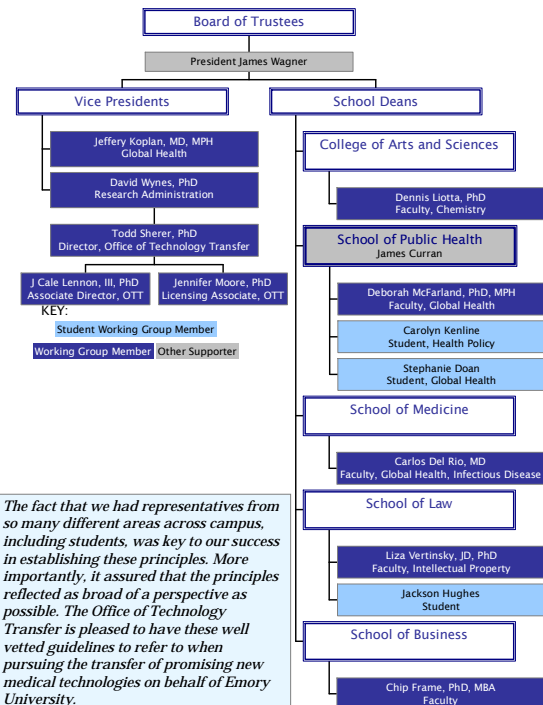 Board of Trustees
President James Wagner
Vice Presidents
Jeffery Koplan, MD, MPH
Global Health
David Wynes, PhD
Research Administration
Todd Sherer, PhD
Director, Office of Technology Transfer
J Cale Lennon, III, PhD
Associate Director, OTT
Jennifer Moore, PhD
Licensing Associate, OTT
KEY:
Student Working Group Member
Working Group Member
Other Supporter
School Deans
College of Arts and Sciences
Dennis Liotta, PhD
Faculty, Chemistry
School of Public Health
James Curran
Deborah McFarland, PhD, MPH
Faculty, Global Health
Carolyn Kenline
Student, Health Policy
Stephanie Doan
Student, Global Health
School of Medicine
Carlos Del Rio, MD
Faculty, Global Health, Infectious Disease
School of Law
Liza Vertinsky, JD, PhD
Faculty, Intellectual Property
Jackson Hughes
Student
School of Business
Chip Frame, PhD, MBA
Faculty
The fact that we had representatives from
so many different areas across campus,
including students, was key to our success
in establishing these principles. More
importantly, it assured that the principles
reflected as broad of a perspective as
possible. The Office of Technology
Transfer is pleased to have these well
vetted guidelines to refer to when
pursuing the transfer of promising new
medical technologies on behalf of Emory
University.